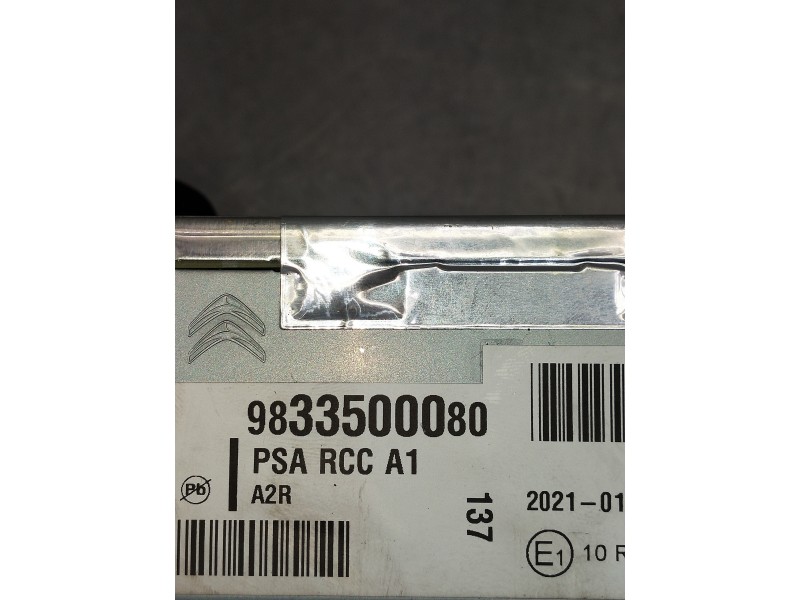 9833500080
PSA RCC A1
A2R
Pb
137
2021-01
E1 10 R